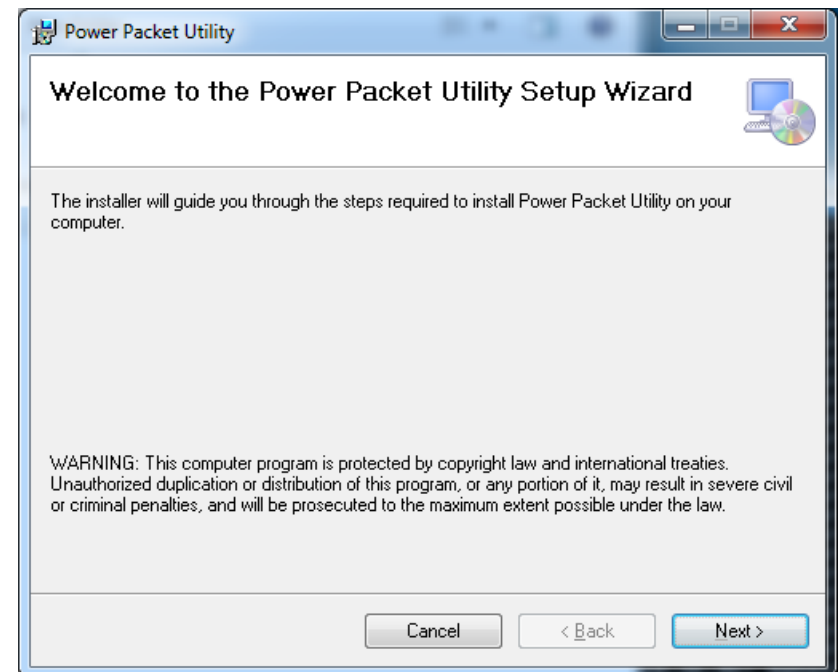 Power Packet Utility
Welcome to the Power Packet Utility Setup Wizard
The installer will guide you through the steps required to install Power Packet Utility on your
computer.
WARNING: This computer program is protected by copyright law and international treaties.
Unauthorized duplication or distribution of this program, or any portion of it, may result in severe civil
or criminal penalties, and will be prosecuted to the maximum extent possible under the law.
Cancel < Back Next >